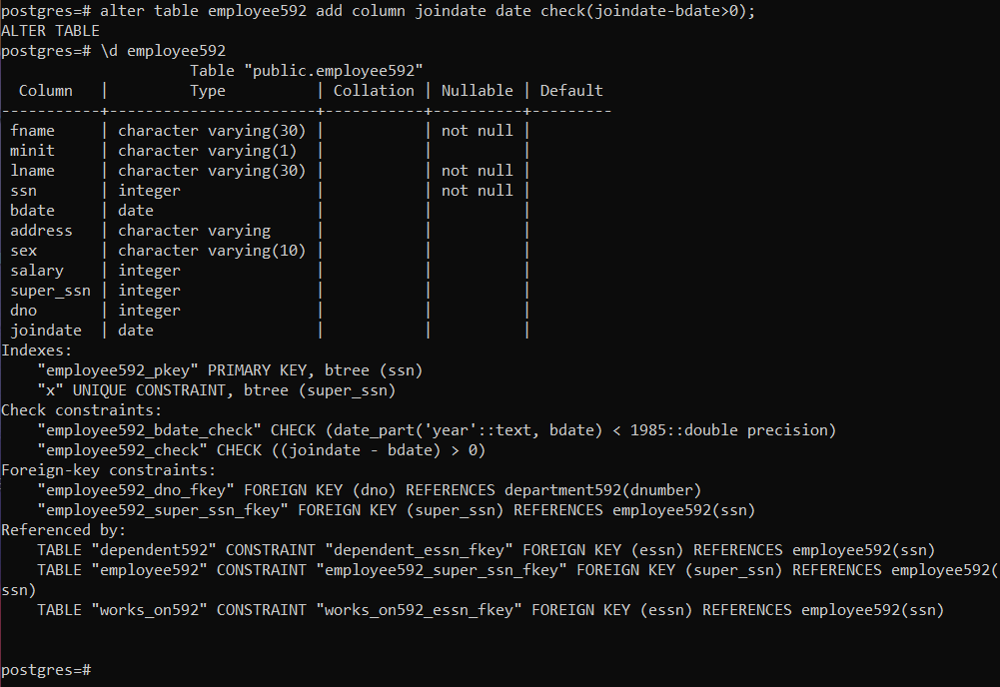 postgres=# alter table employee592 add column joindate date check(joindate-bdate>0);
ALTER TABLE
postgres=# \d employee592
                     Table "public.employee592"
  Column   |         Type          | Collation | Nullable | Default
-----------+-----------------------+-----------+----------+---------
 fname     | character varying(30) |           | not null |
 minit     | character varying(1)  |           |          |
 lname     | character varying(30) |           | not null |
 ssn       | integer               |           | not null |
 bdate     | date                  |           |          |
 address   | character varying     |           |          |
 sex       | character varying(10) |           |          |
 salary    | integer               |           |          |
 super_ssn | integer               |           |          |
 dno       | integer               |           |          |
 joindate  | date                  |           |          |
Indexes:
    "employee592_pkey" PRIMARY KEY, btree (ssn)
    "x" UNIQUE CONSTRAINT, btree (super_ssn)
Check constraints:
    "employee592_bdate_check" CHECK (date_part('year'::text, bdate) < 1985::double precision)
    "employee592_check" CHECK ((joindate - bdate) > 0)
Foreign-key constraints:
    "employee592_dno_fkey" FOREIGN KEY (dno) REFERENCES department592(dnumber)
    "employee592_super_ssn_fkey" FOREIGN KEY (super_ssn) REFERENCES employee592(ssn)
Referenced by:
    TABLE "dependent592" CONSTRAINT "dependent_essn_fkey" FOREIGN KEY (essn) REFERENCES employee592(ssn)
    TABLE "employee592" CONSTRAINT "employee592_super_ssn_fkey" FOREIGN KEY (super_ssn) REFERENCES employee592(
ssn)
    TABLE "works_on592" CONSTRAINT "works_on592_essn_fkey" FOREIGN KEY (essn) REFERENCES employee592(ssn)
postgres=#